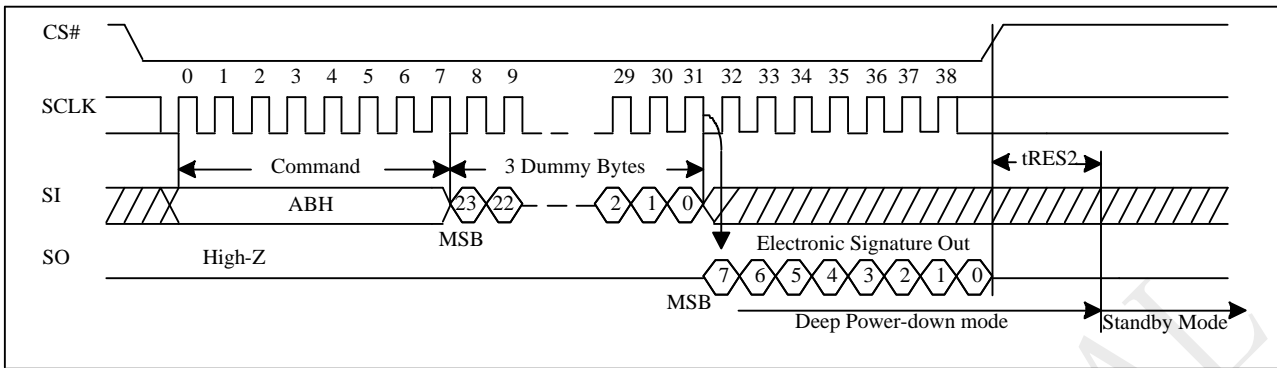 CS#
0 1 2 3 4 5 6 7 8 9 29 30 31 32 33 34 35 36 37 38
SCLK
Command 3 Dummy Bytes tRES2
SI ABH 23 22 2 1 0
MSB
SO High-Z Electronic Signature Out
7 6 5 4 3 2 1 0
MSB
Deep Power-down mode Standby Mode